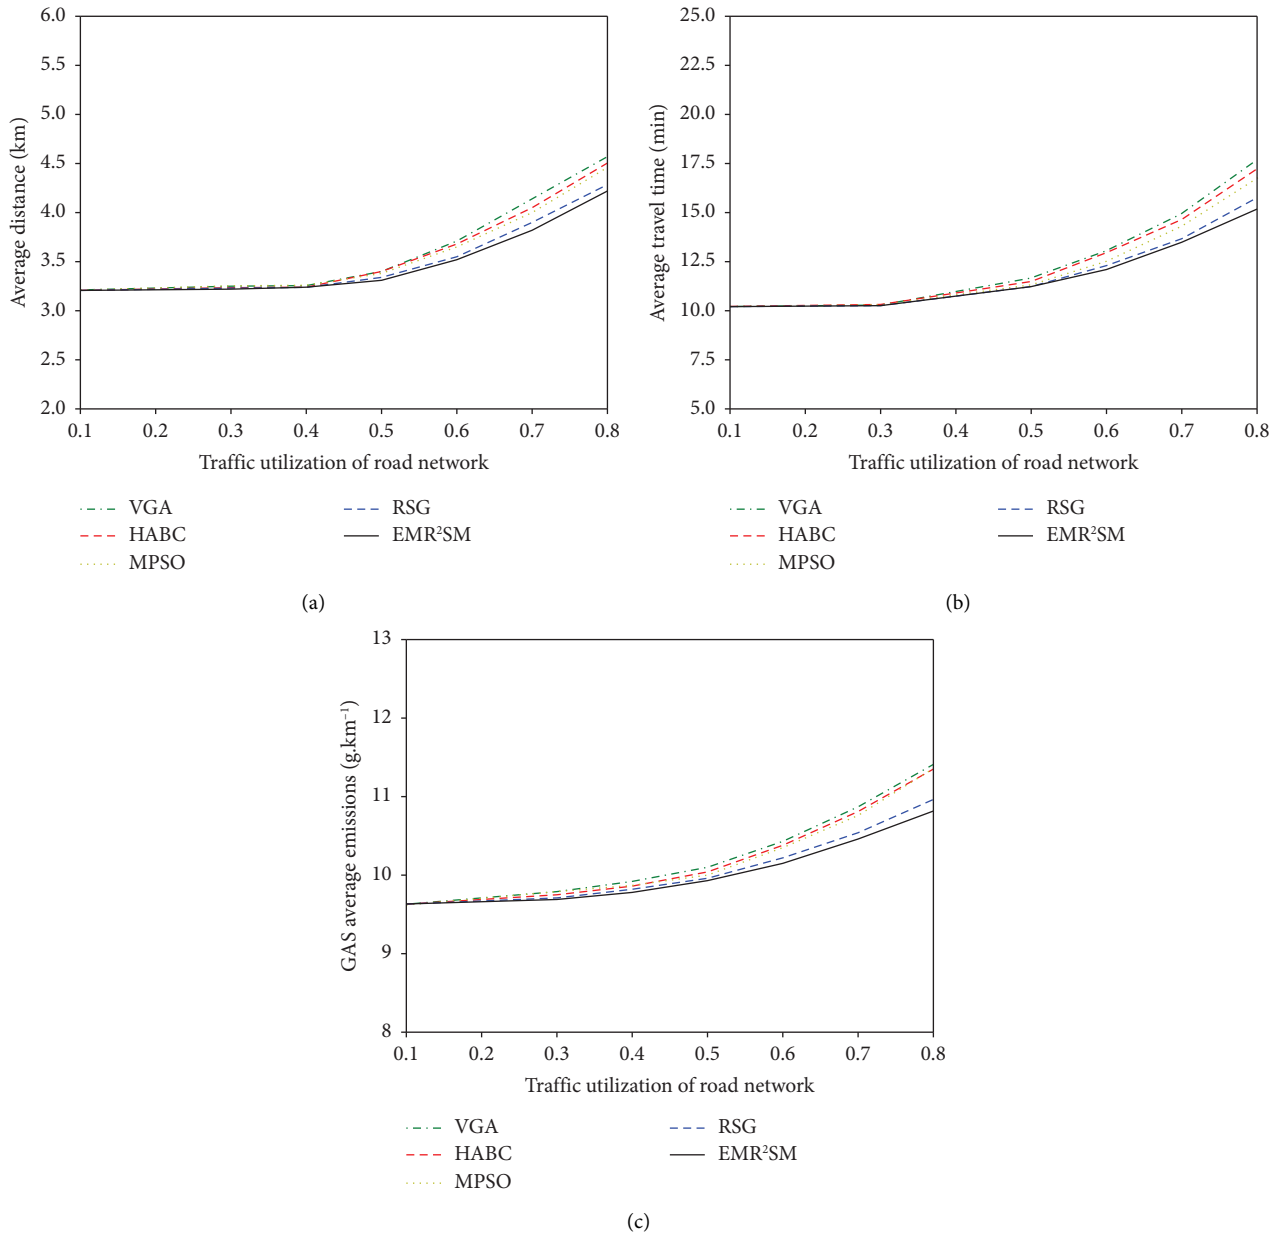 6.0
5.5
5.0
4.5
4.0
3.5
3.0
2.5
2.0
Average distance (km)
0.1 0.2 0.3 0.4 0.5 0.6 0.7 0.8
Traffic utilization of road network
VGA
HABC
MPSO
RSG
EMR²SM
(a)
25.0
22.5
20.0
17.5
15.0
12.5
10.0
7.5
5.0
Average travel time (min)
0.1 0.2 0.3 0.4 0.5 0.6 0.7 0.8
Traffic utilization of road network
VGA
HABC
MPSO
RSG
EMR²SM
(b)
13
12
11
10
9
8
GAS average emissions (g.km⁻¹)
0.1 0.2 0.3 0.4 0.5 0.6 0.7 0.8
Traffic utilization of road network
VGA
HABC
MPSO
RSG
EMR²SM
(c)